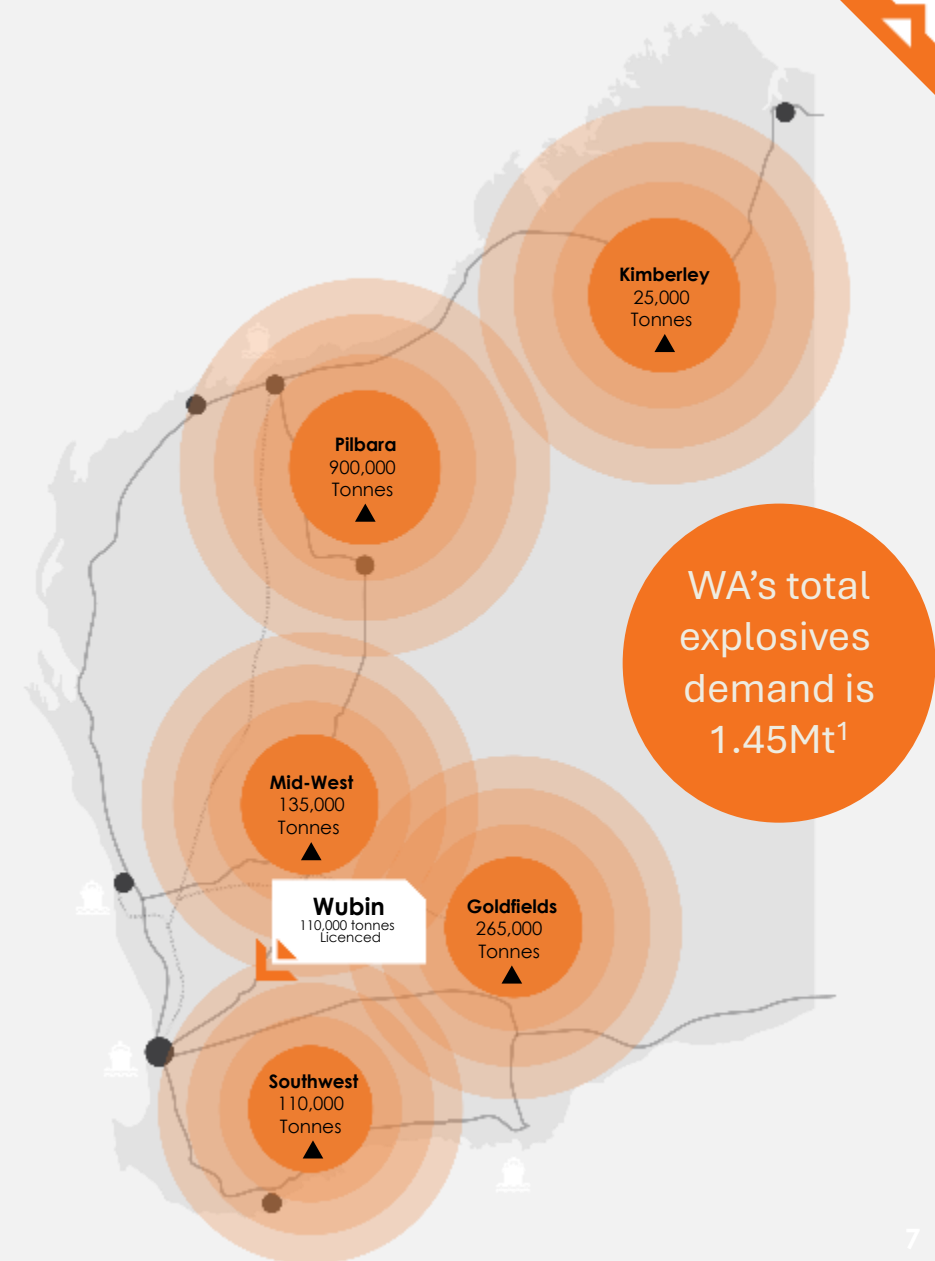 Kimberley
25,000
Tonnes
Pilbara
900,000
Tonnes
WA's total
explosives
demand is
1.45Mt¹
Mid-West
135,000
Tonnes
Wubin
110,000 tonnes
Licenced
Goldfields
265,000
Tonnes
Southwest
110,000
Tonnes
7